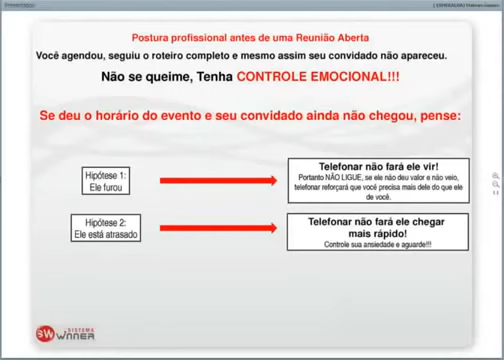 Postura profissional antes de uma Reunião Aberta
Você agendou, seguiu o roteiro completo e mesmo assim seu convidado não apareceu.
Não se queime, Tenha CONTROLE EMOCIONAL!!!
Se deu o horário do evento e seu convidado ainda não chegou, pense:
Hipótese 1:
Ele furou
Telefonar não fará ele vir!
Portanto NÃO LIGUE, se ele não deu valor e não veio,
telefonar reforçará que você precisa mais dele do que ele
de você.
Hipótese 2:
Ele está atrasado
Telefonar não fará ele chegar
mais rápido!
Controle sua ansiedade e aguarde!!!
SW SISTEMA
WINNER